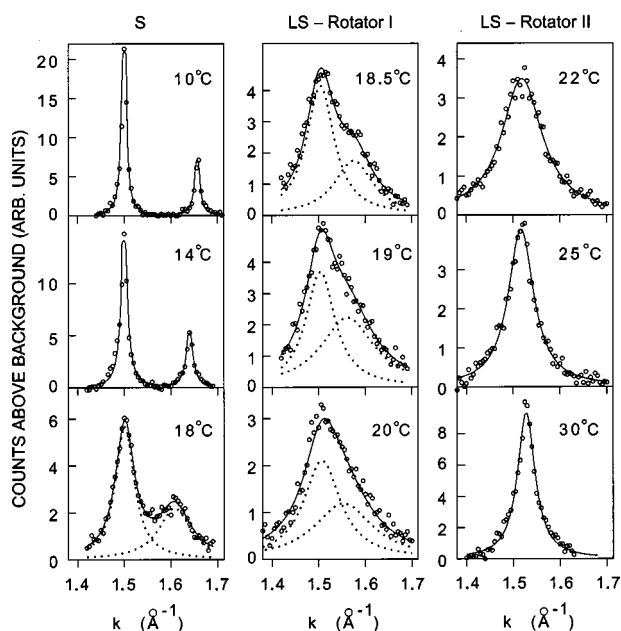 S
LS – Rotator I
LS – Rotator II
COUNTS ABOVE BACKGROUND (ARB. UNITS)
20
15
10
5
0
10°C
10
5
0
14°C
6
4
2
0
18°C
1.4 1.5 1.6 1.7
k (Å⁻¹)
5
4
3
2
1
0
18.5°C
5
4
3
2
1
0
19°C
3
2
1
0
20°C
1.4 1.5 1.6 1.7
k (Å⁻¹)
4
3
2
1
0
22°C
4
3
2
1
0
25°C
8
6
4
2
0
30°C
1.4 1.5 1.6 1.7
k (Å⁻¹)